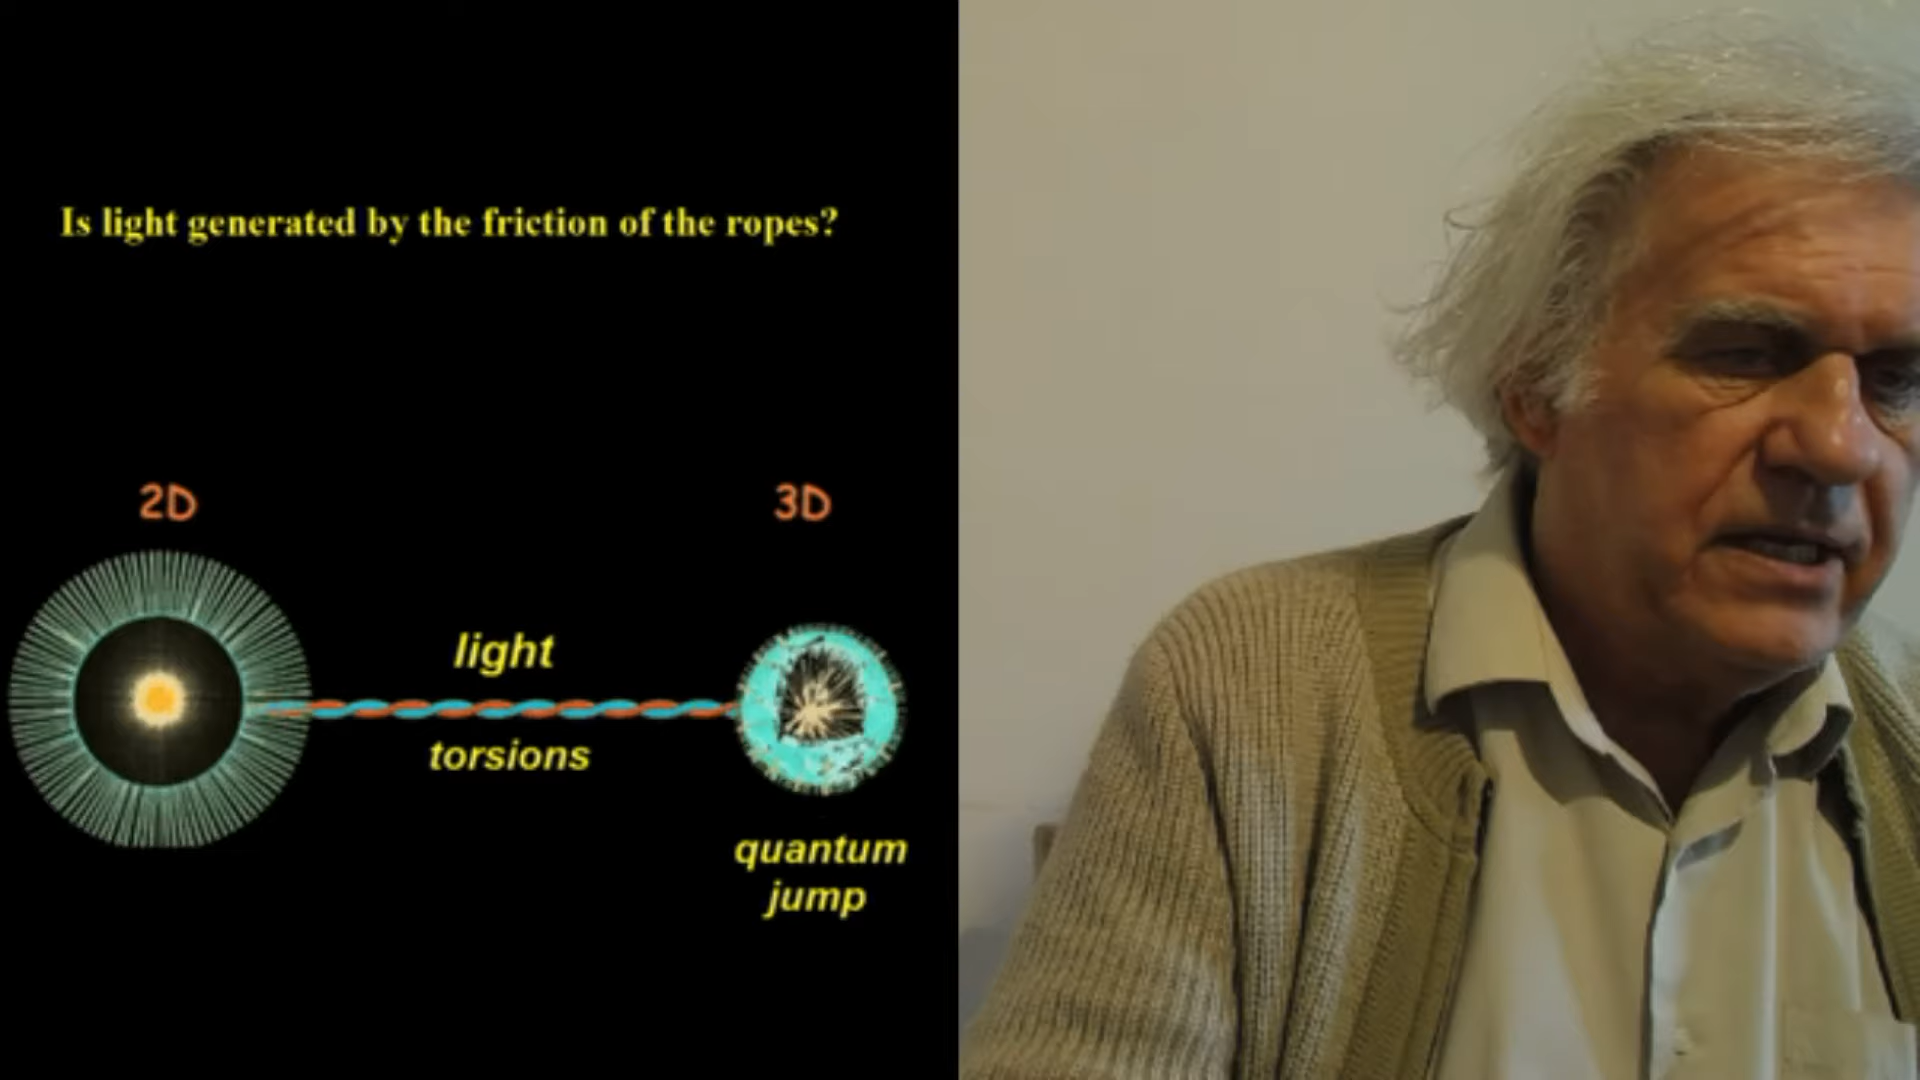 Is light generated by the friction of the ropes?
2D
3D
light
torsions
quantum
jump